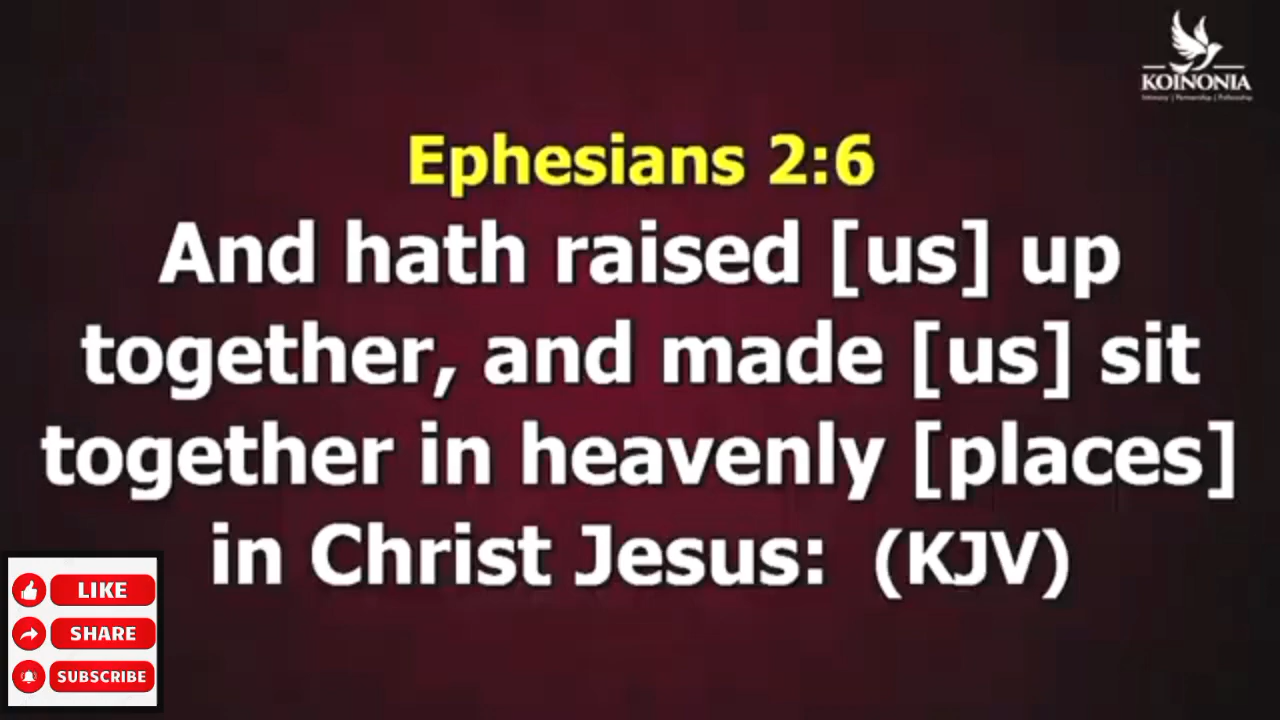 KOINONIA
Ephesians 2:6
And hath raised [us] up
together, and made [us] sit
together in heavenly [places]
in Christ Jesus: (KJV)
LIKE
SHARE
SUBSCRIBE